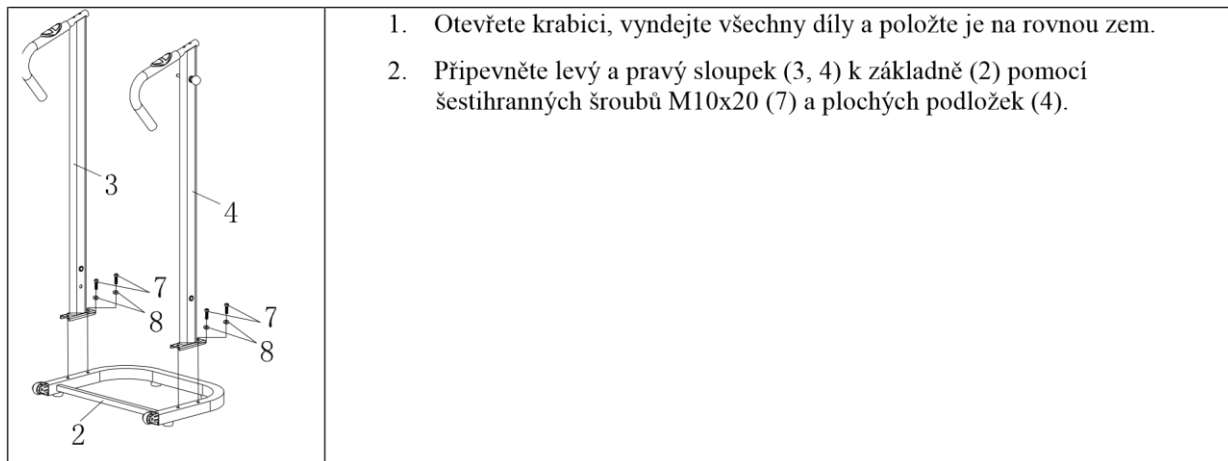 1. Otevřete krabici, vyndejte všechny díly a položte je na rovnou zem.
2. Připevněte levý a pravý sloupek (3, 4) k základně (2) pomocí
šestihranných šroubů M10x20 (7) a plochých podložek (4).
3
4
7
8
7
8
2